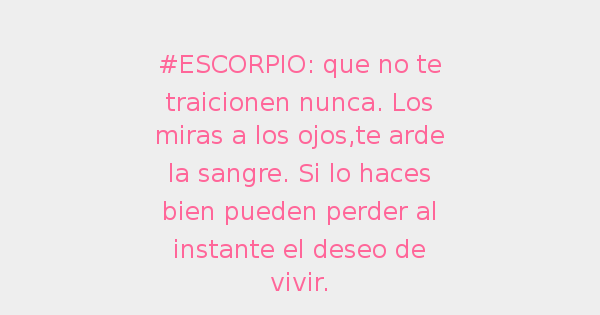 #ESCORPIO: que no te
traicionen nunca. Los
miras a los ojos,te arde
la sangre. Si lo haces
bien pueden perder al
instante el deseo de
vivir.